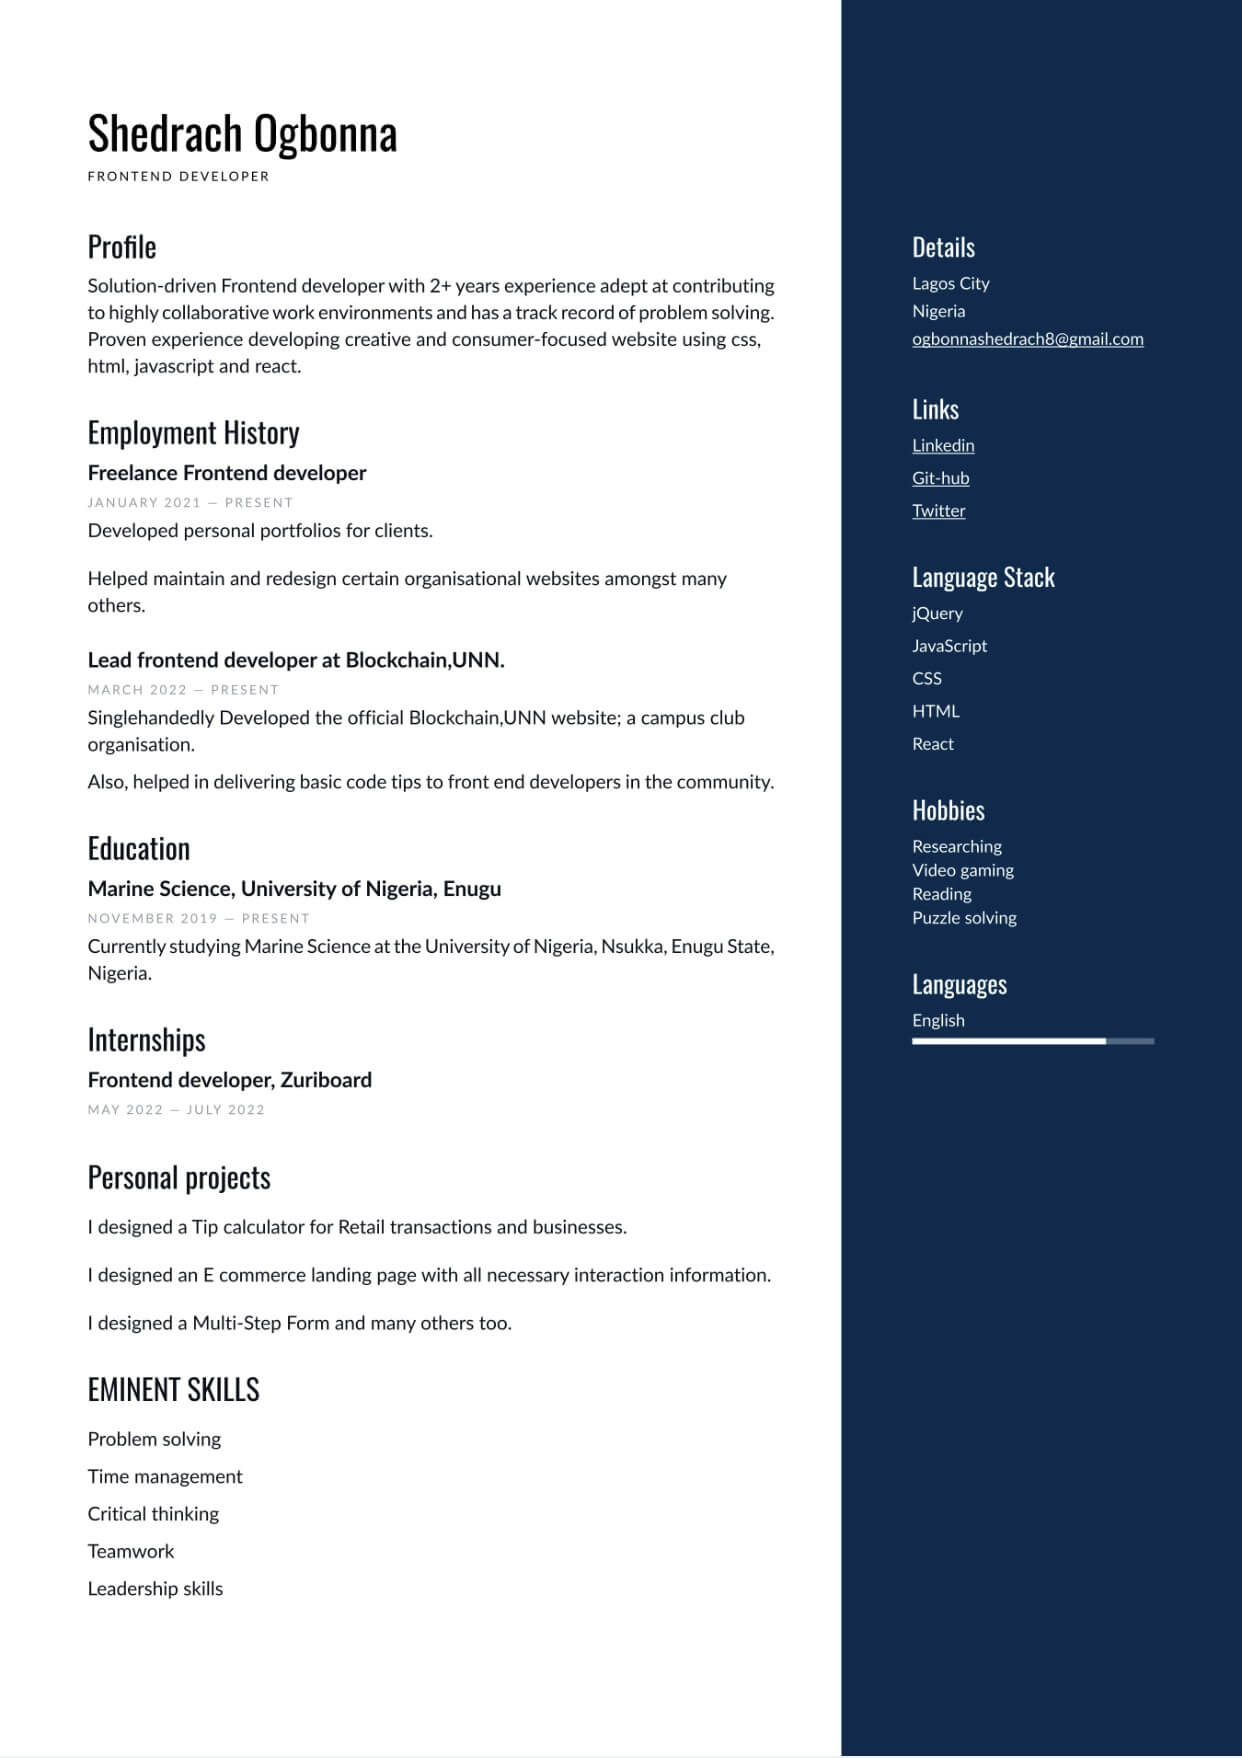 Shedrach Ogbonna
FRONTEND DEVELOPER
Profile
Solution-driven Frontend developer with 2+ years experience adept at contributing
to highly collaborative work environments and has a track record of problem solving.
Proven experience developing creative and consumer-focused website using css,
html, javascript and react.
Employment History
Freelance Frontend developer
JANUARY 2021 — PRESENT
Developed personal portfolios for clients.
Helped maintain and redesign certain organisational websites amongst many
others.
Lead frontend developer at Blockchain,UNN.
MARCH 2022 — PRESENT
Singlehandedly Developed the official Blockchain,UNN website; a campus club
organisation.
Also, helped in delivering basic code tips to front end developers in the community.
Education
Marine Science, University of Nigeria, Enugu
NOVEMBER 2019 — PRESENT
Currently studying Marine Science at the University of Nigeria, Nsukka, Enugu State,
Nigeria.
Internships
Frontend developer, Zuriboard
MAY 2022 — JULY 2022
Personal projects
I designed a Tip calculator for Retail transactions and businesses.
I designed an E commerce landing page with all necessary interaction information.
I designed a Multi-Step Form and many others too.
EMINENT SKILLS
Problem solving
Time management
Critical thinking
Teamwork
Leadership skills
Details
Lagos City
Nigeria
ogbonnashedrach8@gmail.com
Links
Linkedin
Git-hub
Twitter
Language Stack
jQuery
JavaScript
CSS
HTML
React
Hobbies
Researching
Video gaming
Reading
Puzzle solving
Languages
English